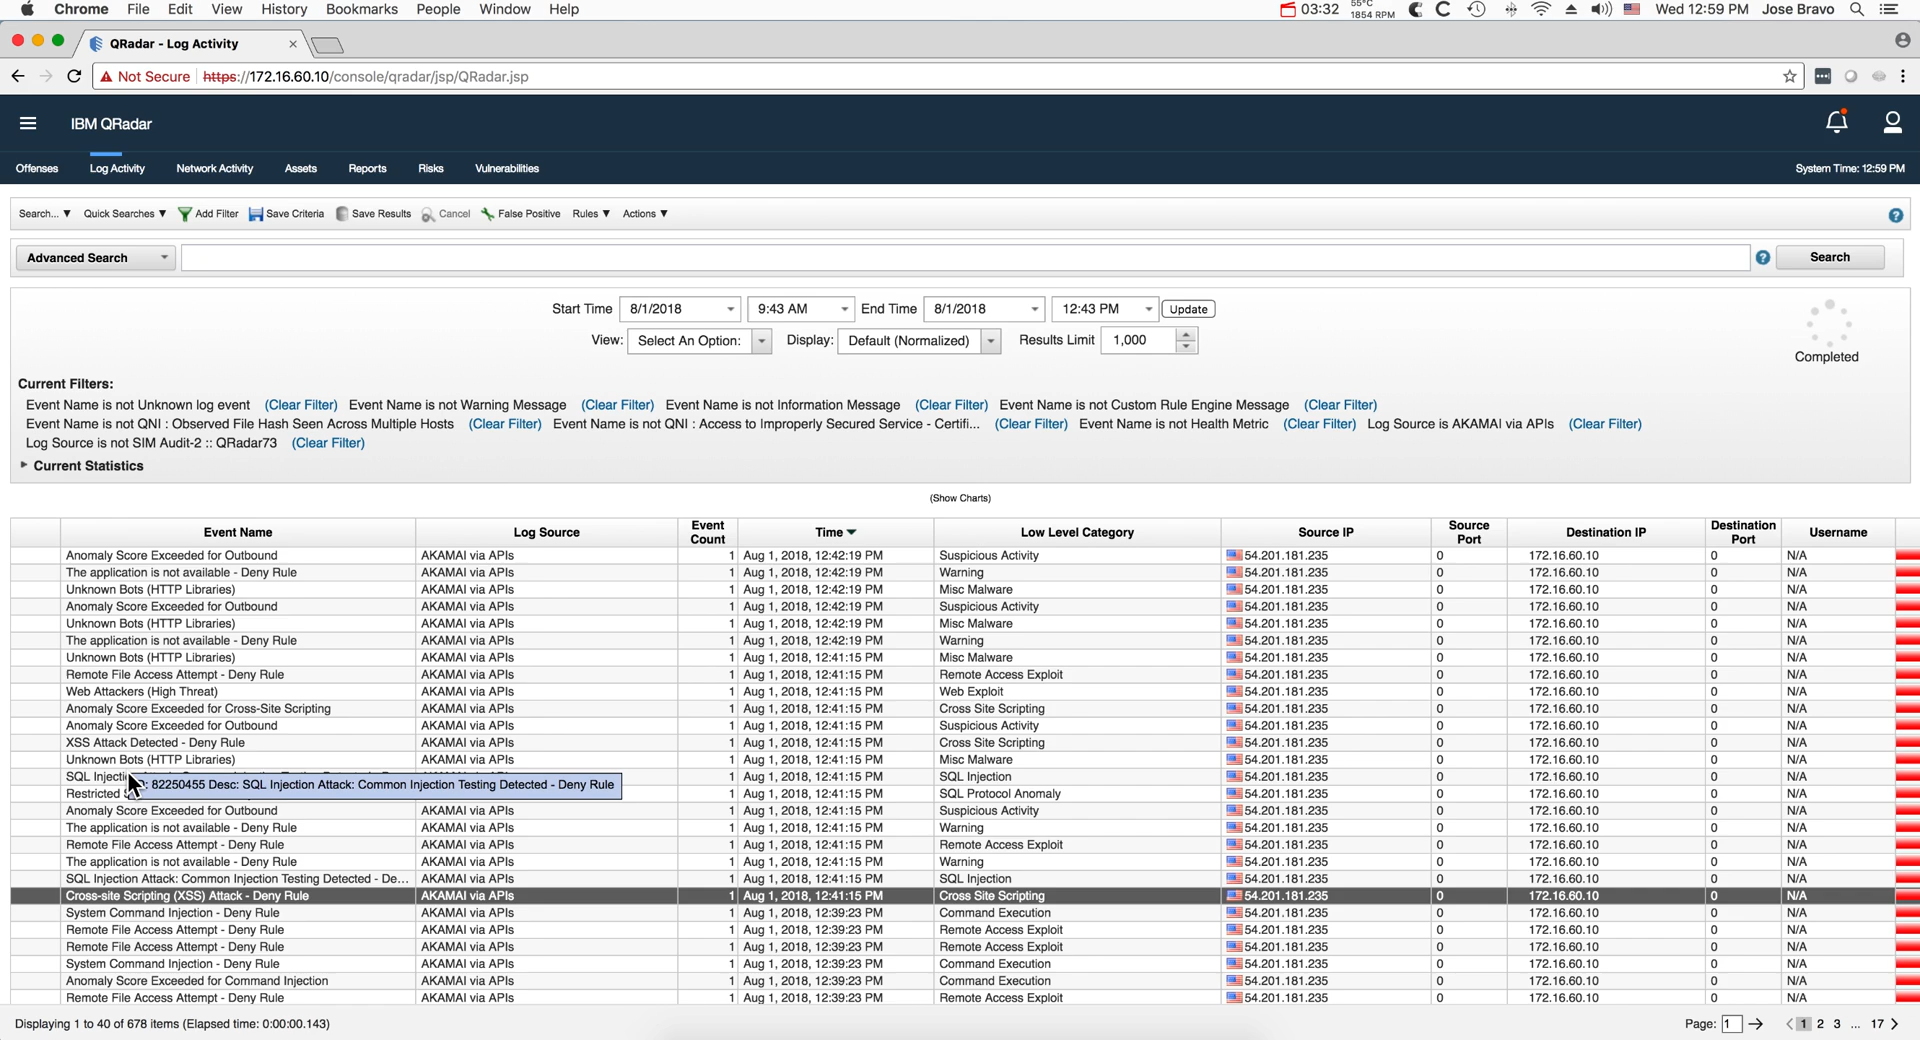 Chrome File Edit View History Bookmarks People Window Help 03:32 55°C 1854 RPM Wed 12:59 PM Jose Bravo
QRadar - Log Activity
Not Secure https://172.16.60.10/console/qradar/jsp/QRadar.jsp
IBM QRadar
Offenses Log Activity Network Activity Assets Reports Risks Vulnerabilities System Time: 12:59 PM
Search... Quick Searches Add Filter Save Criteria Save Results Cancel False Positive Rules Actions
Advanced Search Search
Start Time 8/1/2018 9:43 AM End Time 8/1/2018 12:43 PM Update
View: Select An Option: Display: Default (Normalized) Results Limit 1,000
Completed
Current Filters:
Event Name is not Unknown log event (Clear Filter) Event Name is not Warning Message (Clear Filter) Event Name is not Information Message (Clear Filter) Event Name is not Custom Rule Engine Message (Clear Filter)
Event Name is not QNI : Observed File Hash Seen Across Multiple Hosts (Clear Filter) Event Name is not QNI : Access to Improperly Secured Service - Certifi... (Clear Filter) Event Name is not Health Metric (Clear Filter) Log Source is AKAMAI via APIs (Clear Filter)
Log Source is not SIM Audit-2 :: QRadar73 (Clear Filter)
Current Statistics
(Show Charts)
Event Name Log Source Event Count Time Low Level Category Source IP Source Port Destination IP Destination Port Username
Anomaly Score Exceeded for Outbound AKAMAI via APIs 1 Aug 1, 2018, 12:42:19 PM Suspicious Activity 54.201.181.235 0 172.16.60.10 0 N/A
The application is not available - Deny Rule AKAMAI via APIs 1 Aug 1, 2018, 12:42:19 PM Warning 54.201.181.235 0 172.16.60.10 0 N/A
Unknown Bots (HTTP Libraries) AKAMAI via APIs 1 Aug 1, 2018, 12:42:19 PM Misc Malware 54.201.181.235 0 172.16.60.10 0 N/A
Anomaly Score Exceeded for Outbound AKAMAI via APIs 1 Aug 1, 2018, 12:42:19 PM Suspicious Activity 54.201.181.235 0 172.16.60.10 0 N/A
Unknown Bots (HTTP Libraries) AKAMAI via APIs 1 Aug 1, 2018, 12:42:19 PM Misc Malware 54.201.181.235 0 172.16.60.10 0 N/A
The application is not available - Deny Rule AKAMAI via APIs 1 Aug 1, 2018, 12:42:19 PM Warning 54.201.181.235 0 172.16.60.10 0 N/A
Unknown Bots (HTTP Libraries) AKAMAI via APIs 1 Aug 1, 2018, 12:41:15 PM Misc Malware 54.201.181.235 0 172.16.60.10 0 N/A
Remote File Access Attempt - Deny Rule AKAMAI via APIs 1 Aug 1, 2018, 12:41:15 PM Remote Access Exploit 54.201.181.235 0 172.16.60.10 0 N/A
Web Attackers (High Threat) AKAMAI via APIs 1 Aug 1, 2018, 12:41:15 PM Web Exploit 54.201.181.235 0 172.16.60.10 0 N/A
Anomaly Score Exceeded for Cross-Site Scripting AKAMAI via APIs 1 Aug 1, 2018, 12:41:15 PM Cross Site Scripting 54.201.181.235 0 172.16.60.10 0 N/A
Anomaly Score Exceeded for Outbound AKAMAI via APIs 1 Aug 1, 2018, 12:41:15 PM Suspicious Activity 54.201.181.235 0 172.16.60.10 0 N/A
XSS Attack Detected - Deny Rule AKAMAI via APIs 1 Aug 1, 2018, 12:41:15 PM Cross Site Scripting 54.201.181.235 0 172.16.60.10 0 N/A
Unknown Bots (HTTP Libraries) AKAMAI via APIs 1 Aug 1, 2018, 12:41:15 PM Misc Malware 54.201.181.235 0 172.16.60.10 0 N/A
SQL 1 Aug 1, 2018, 12:41:15 PM SQL Injection 54.201.181.235 0 172.16.60.10 0 N/A
82250455 Desc: SQL Injection Attack: Common Injection Testing Detected - Deny Rule
Restricted 1 Aug 1, 2018, 12:41:15 PM SQL Protocol Anomaly 54.201.181.235 0 172.16.60.10 0 N/A
Anomaly Score Exceeded for Outbound AKAMAI via APIs 1 Aug 1, 2018, 12:41:15 PM Suspicious Activity 54.201.181.235 0 172.16.60.10 0 N/A
The application is not available - Deny Rule AKAMAI via APIs 1 Aug 1, 2018, 12:41:15 PM Warning 54.201.181.235 0 172.16.60.10 0 N/A
Remote File Access Attempt - Deny Rule AKAMAI via APIs 1 Aug 1, 2018, 12:41:15 PM Remote Access Exploit 54.201.181.235 0 172.16.60.10 0 N/A
The application is not available - Deny Rule AKAMAI via APIs 1 Aug 1, 2018, 12:41:15 PM Warning 54.201.181.235 0 172.16.60.10 0 N/A
SQL Injection Attack: Common Injection Testing Detected - De... AKAMAI via APIs 1 Aug 1, 2018, 12:41:15 PM SQL Injection 54.201.181.235 0 172.16.60.10 0 N/A
Cross-site Scripting (XSS) Attack - Deny Rule AKAMAI via APIs 1 Aug 1, 2018, 12:41:15 PM Cross Site Scripting 54.201.181.235 0 172.16.60.10 0 N/A
System Command Injection - Deny Rule AKAMAI via APIs 1 Aug 1, 2018, 12:39:23 PM Command Execution 54.201.181.235 0 172.16.60.10 0 N/A
Remote File Access Attempt - Deny Rule AKAMAI via APIs 1 Aug 1, 2018, 12:39:23 PM Remote Access Exploit 54.201.181.235 0 172.16.60.10 0 N/A
Remote File Access Attempt - Deny Rule AKAMAI via APIs 1 Aug 1, 2018, 12:39:23 PM Remote Access Exploit 54.201.181.235 0 172.16.60.10 0 N/A
System Command Injection - Deny Rule AKAMAI via APIs 1 Aug 1, 2018, 12:39:23 PM Command Execution 54.201.181.235 0 172.16.60.10 0 N/A
Anomaly Score Exceeded for Command Injection AKAMAI via APIs 1 Aug 1, 2018, 12:39:23 PM Command Execution 54.201.181.235 0 172.16.60.10 0 N/A
Remote File Access Attempt - Deny Rule AKAMAI via APIs 1 Aug 1, 2018, 12:39:23 PM Remote Access Exploit 54.201.181.235 0 172.16.60.10 0 N/A
Displaying 1 to 40 of 678 items (Elapsed time: 0:00:00.143) Page: 1 1 2 3 ... 17